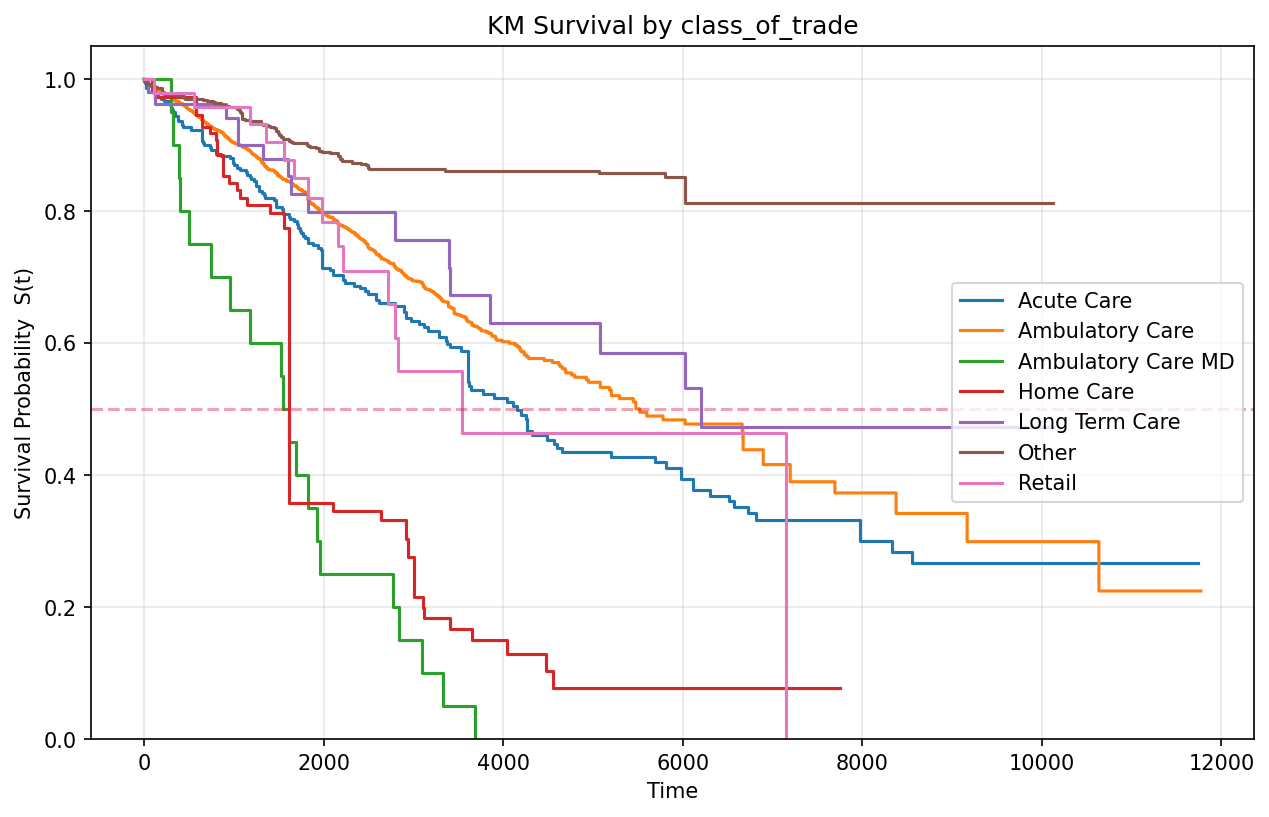 KM Survival by class_of_trade
Survival Probability S(t)
1.0
0.8
0.6
0.4
0.2
0.0
Acute Care
Ambulatory Care
Ambulatory Care MD
Home Care
Long Term Care
Other
Retail
0 2000 4000 6000 8000 10000 12000
Time